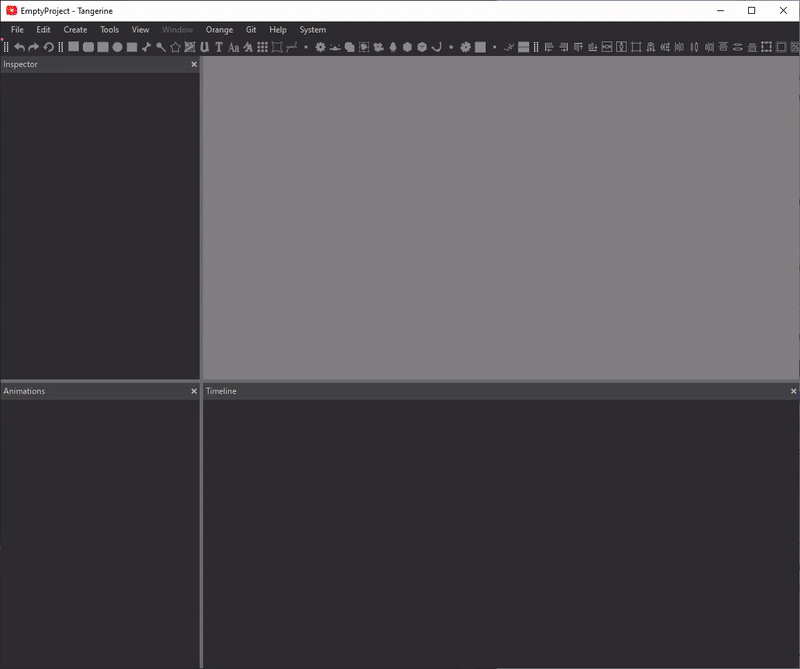 EmptyProject - Tangerine
File Edit Create Tools View Window Orange Git Help System
Inspector
Animations
Timeline